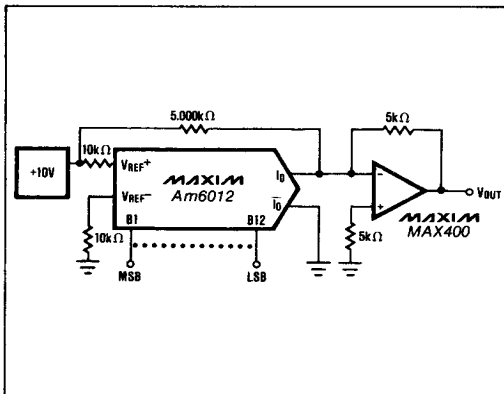 5.000kΩ
5kΩ
+10V
10kΩ
VREF+
MAXIM
Am6012
IO
VREF−
IO
B1
B12
10kΩ
MSB
LSB
−
+
VOUT
MAXIM
MAX400
5kΩ